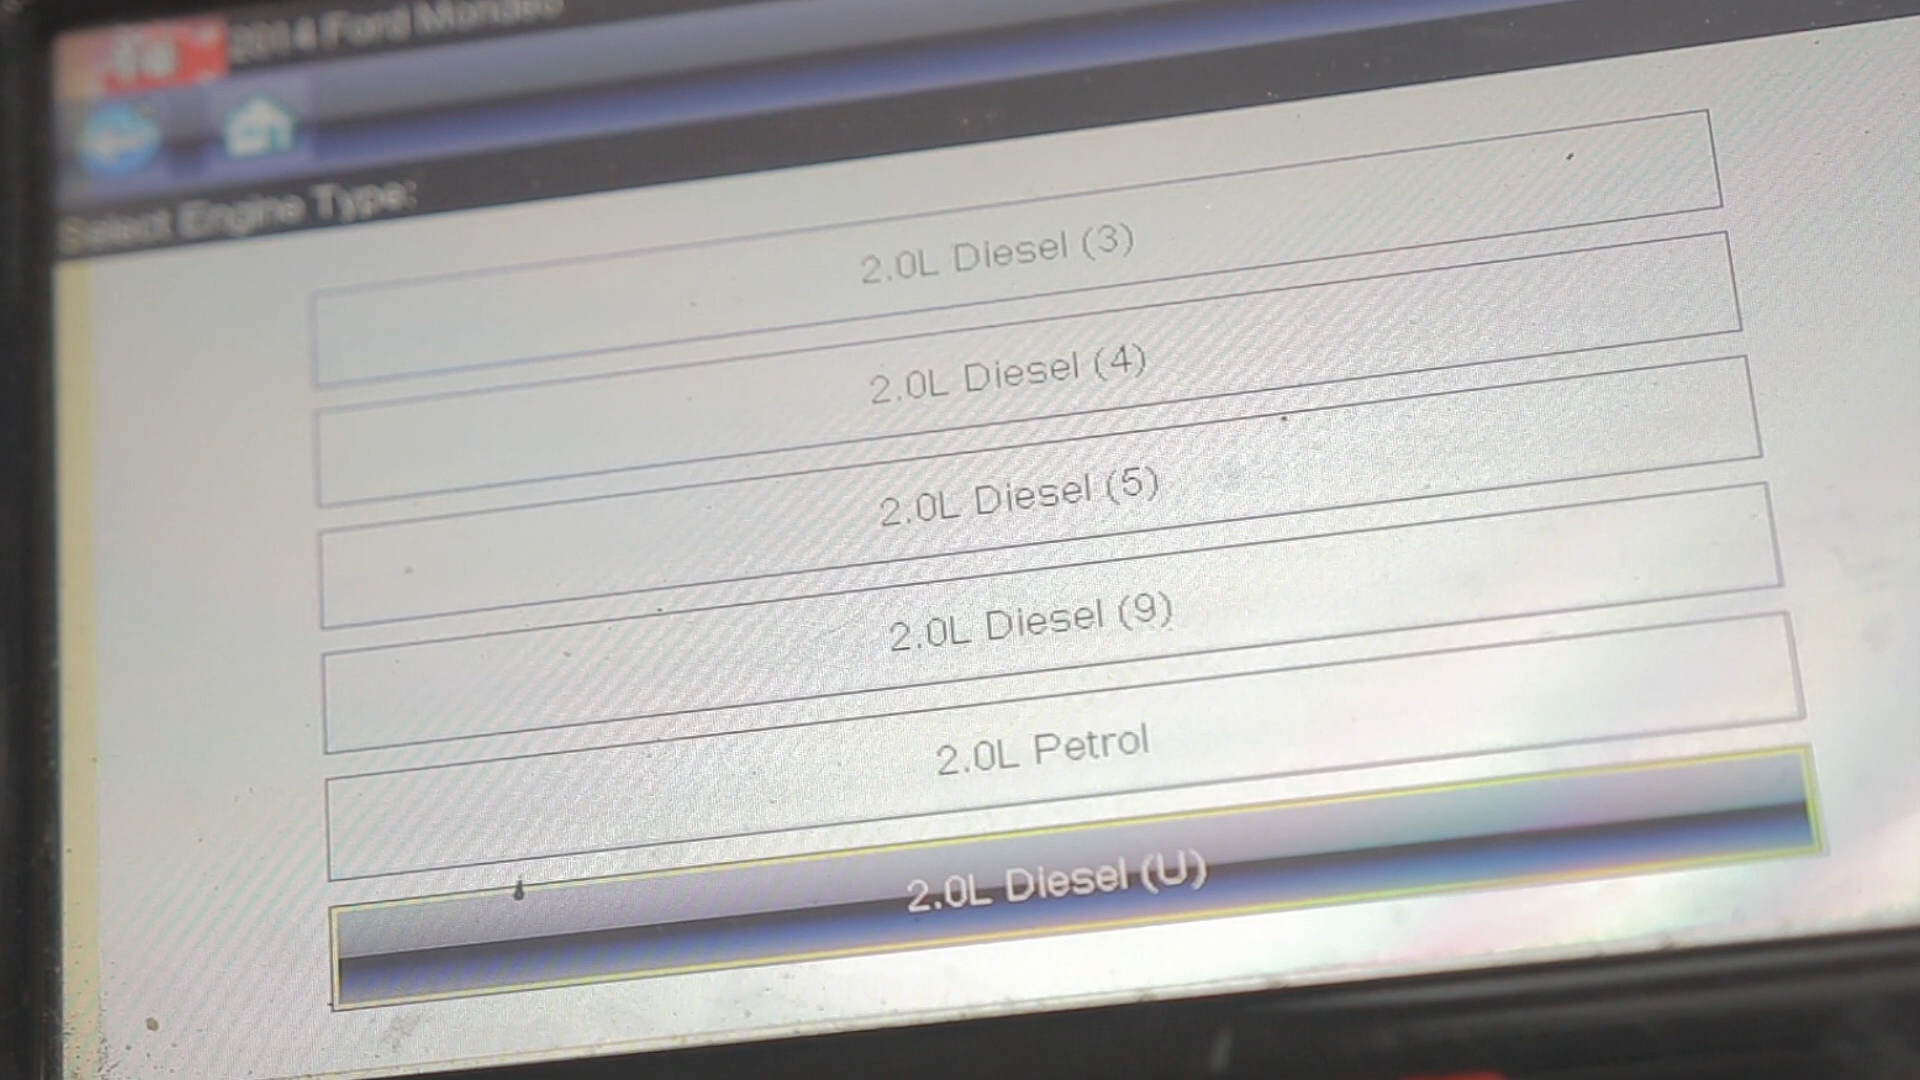 2014 Ford Mondeo
Select Engine Type:
2.0L Diesel (3)
2.0L Diesel (4)
2.0L Diesel (5)
2.0L Diesel (9)
2.0L Petrol
2.0L Diesel (U)